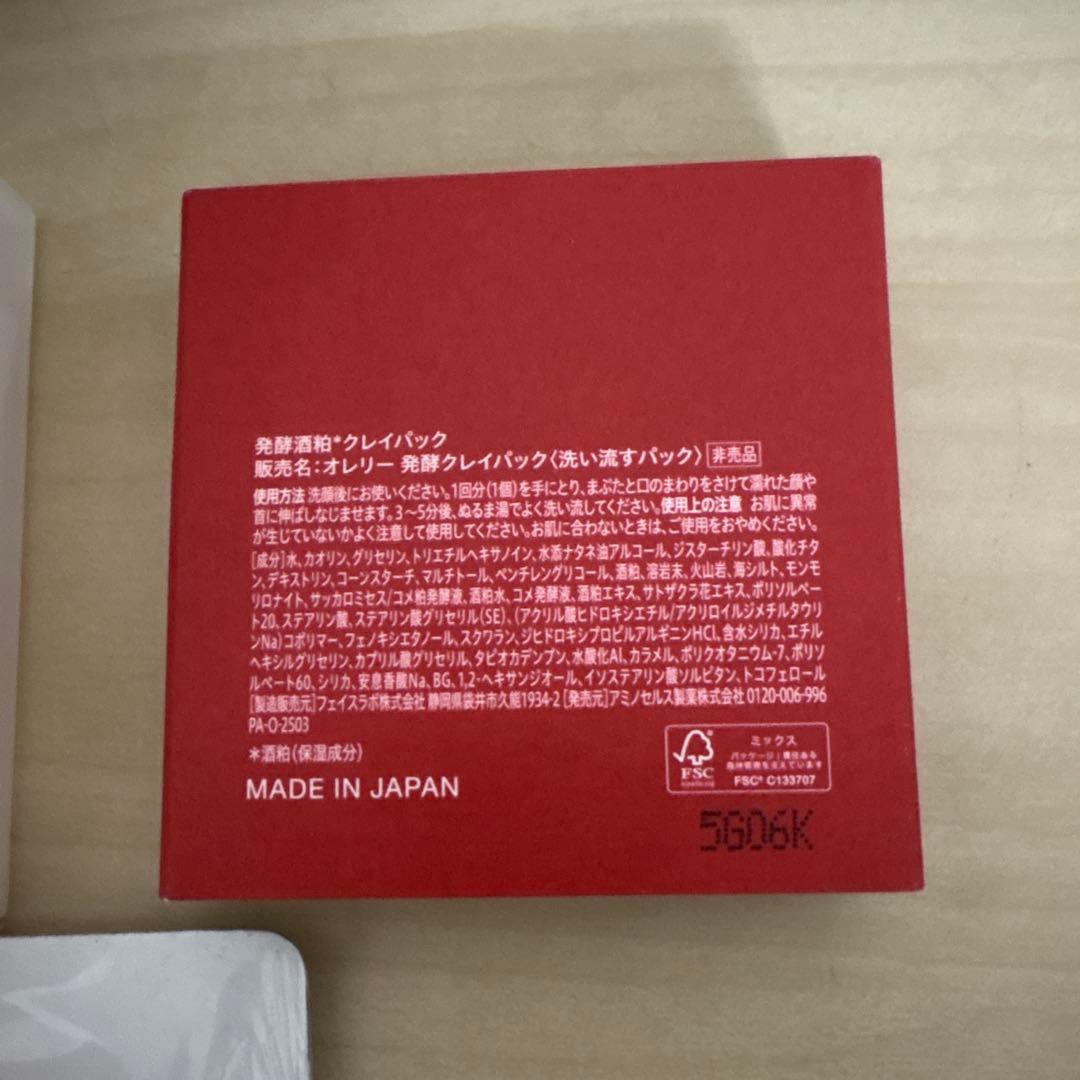 発酵酒粕*クレイパック
販売名：オレリー 発酵クレイパック〈洗い流すパック〉 非売品
使用方法 洗顔後にお使いください。1回分(1個)を手にとり、まぶたと口のまわりをさけて濡れた顔や
首に伸ばしなじませます。3〜5分後、ぬるま湯でよく洗い流してください。使用上の注意 お肌に異常
が生じていないかよく注意して使用してください。お肌に合わないときは、ご使用をおやめください。
[成分]水、カオリン、グリセリン、トリエチルヘキサノイン、水添ナタネ油アルコール、ジステアリン酸、酸化チタ
ン、デキストリン、コーンスターチ、マルチトール、ペンチレングリコール、酒粕、溶岩末、火山岩、海シルト、モンモ
リロナイト、サッカロミセス/コメ粕発酵液、酒粕水、コメ発酵液、酒粕エキス、サトザクラ花エキス、ポリソルベー
ト20、ステアリン酸、ステアリン酸グリセリル(SE)、(アクリル酸ヒドロキシエチル/アクリロイルジメチルタウリ
ンNa)コポリマー、フェノキシエタノール、スクワラン、ジヒドロキシプロピルアルギニンHCl、含水シリカ、エチル
ヘキシルグリセリン、カプリル酸グリセリル、タピオカデンプン、水酸化Al、カラメル、ポリクオタニウム-7、ポリソ
ルベート60、シリカ、安息香酸Na、BG、1,2-ヘキサンジオール、イソステアリン酸ソルビタン、トコフェロール
[製造販売元]フェイスラボ株式会社 静岡県袋井市久能1934-2 [発売元]アミノセルス製薬株式会社 0120-006-996
PA-O-2503
*酒粕(保湿成分)
MADE IN JAPAN
FSC
ミックス
パッケージ｜責任ある
森林管理を支えています
FSC® C133707
5G06K